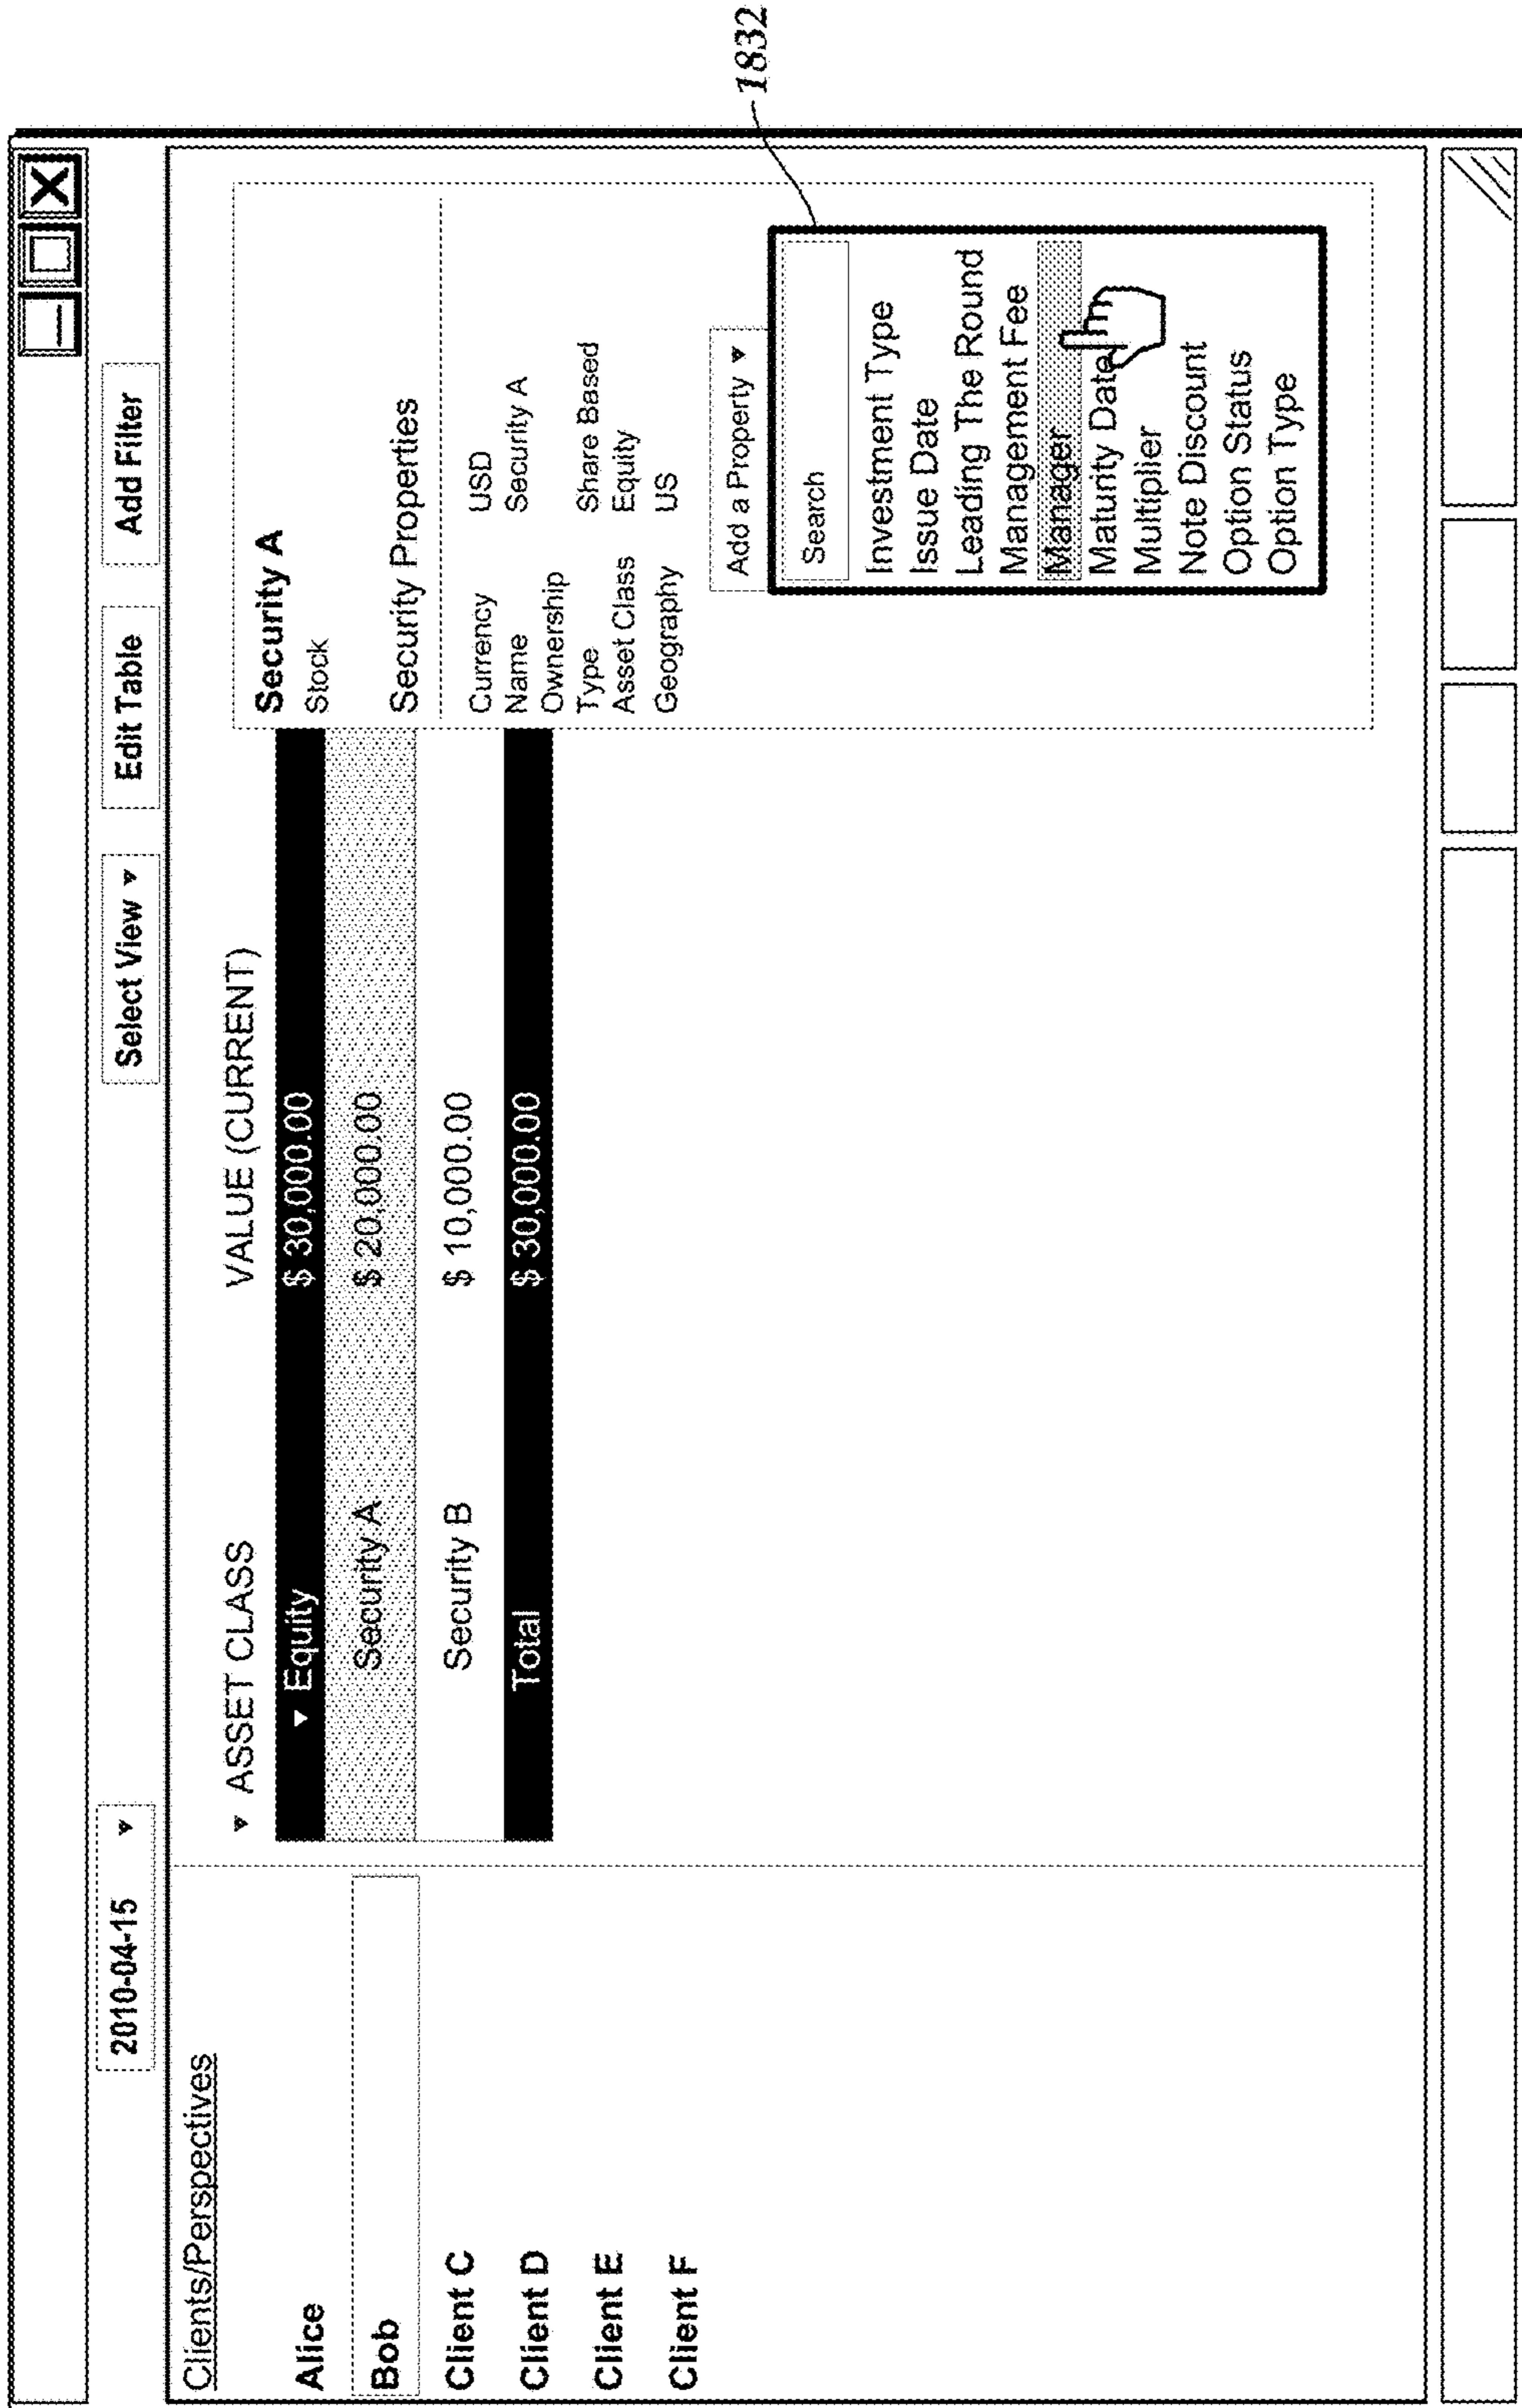 2010-04-15
Select View
Edit Table
Add Filter
Clients/Perspectives
Alice
Bob
Client C
Client D
Client E
Client F
ASSET CLASS VALUE (CURRENT)
Equity $ 30,000.00
Security A $ 20,000.00
Security B $ 10,000.00
Total $ 30,000.00
Security A
Stock
Security Properties
Currency USD
Name Security A
Ownership
Type Share Based
Asset Class Equity
Geography US
Add a Property
Search
Investment Type
Issue Date
Leading The Round
Management Fee
Manager
Maturity Date
Multiplier
Note Discount
Option Status
Option Type
1832